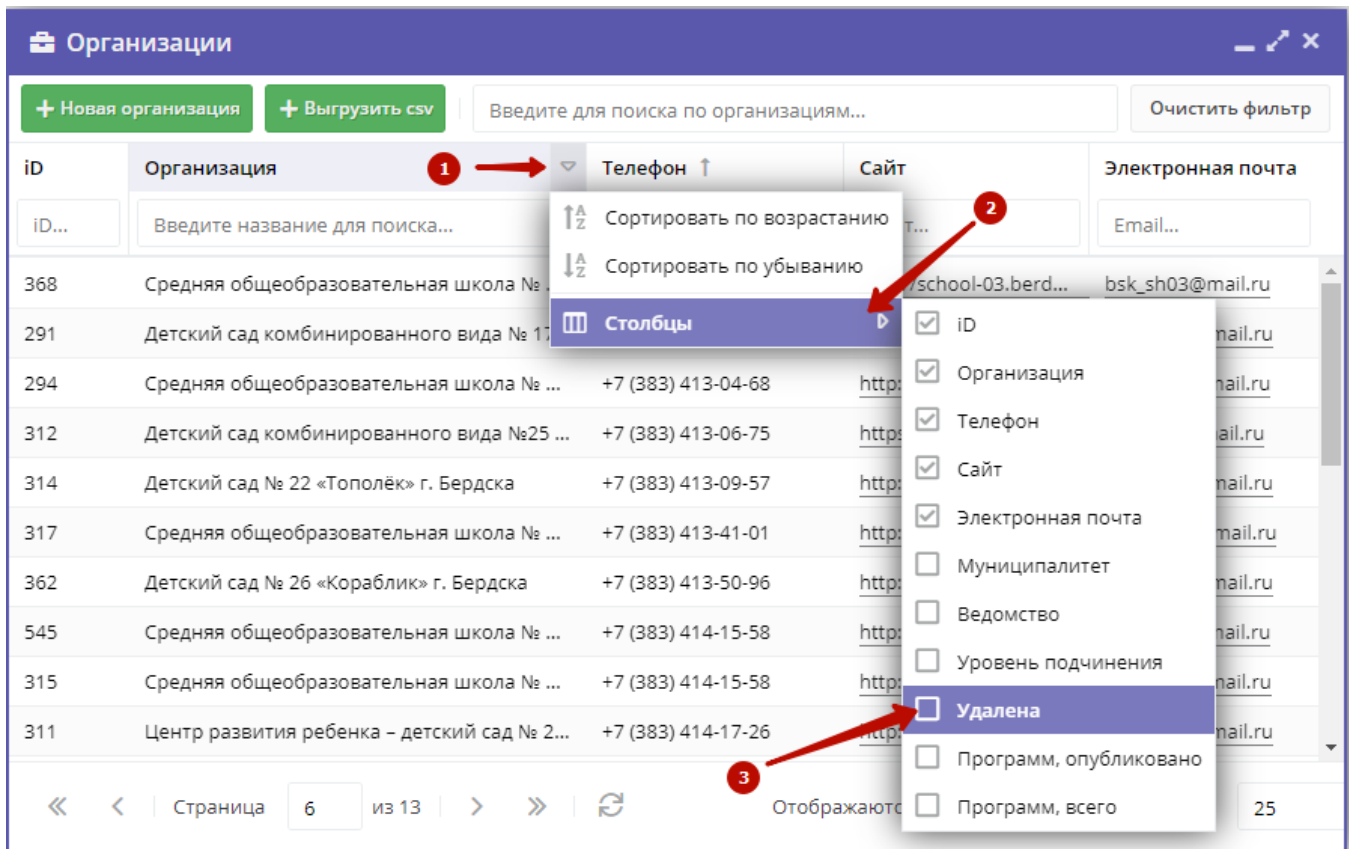 Организации
Новая организация Выгрузить csv Введите для поиска по организациям... Очистить фильтр
iD Организация 1 Телефон Сайт Электронная почта
iD... Введите название для поиска... Сортировать по возрастанию т... 2 Email...
Сортировать по убыванию
368 Средняя общеобразовательная школа № . /school-03.berd... bsk_sh03@mail.ru
Столбцы iD
291 Детский сад комбинированного вида № 17 mail.ru
294 Средняя общеобразовательная школа № ... +7 (383) 413-04-68 http: Организация mail.ru
312 Детский сад комбинированного вида №25 ... +7 (383) 413-06-75 https Телефон ail.ru
314 Детский сад № 22 «Тополёк» г. Бердска +7 (383) 413-09-57 http: Сайт mail.ru
317 Средняя общеобразовательная школа № ... +7 (383) 413-41-01 http: Электронная почта mail.ru
362 Детский сад № 26 «Кораблик» г. Бердска +7 (383) 413-50-96 http: Муниципалитет mail.ru
545 Средняя общеобразовательная школа № ... +7 (383) 414-15-58 http: Ведомство mail.ru
315 Средняя общеобразовательная школа № ... +7 (383) 414-15-58 http: Уровень подчинения mail.ru
Удалена
311 Центр развития ребенка – детский сад № 2... +7 (383) 414-17-26 http: mail.ru
3 Программ, опубликовано
Страница 6 из 13 Отображаютс Программ, всего 25